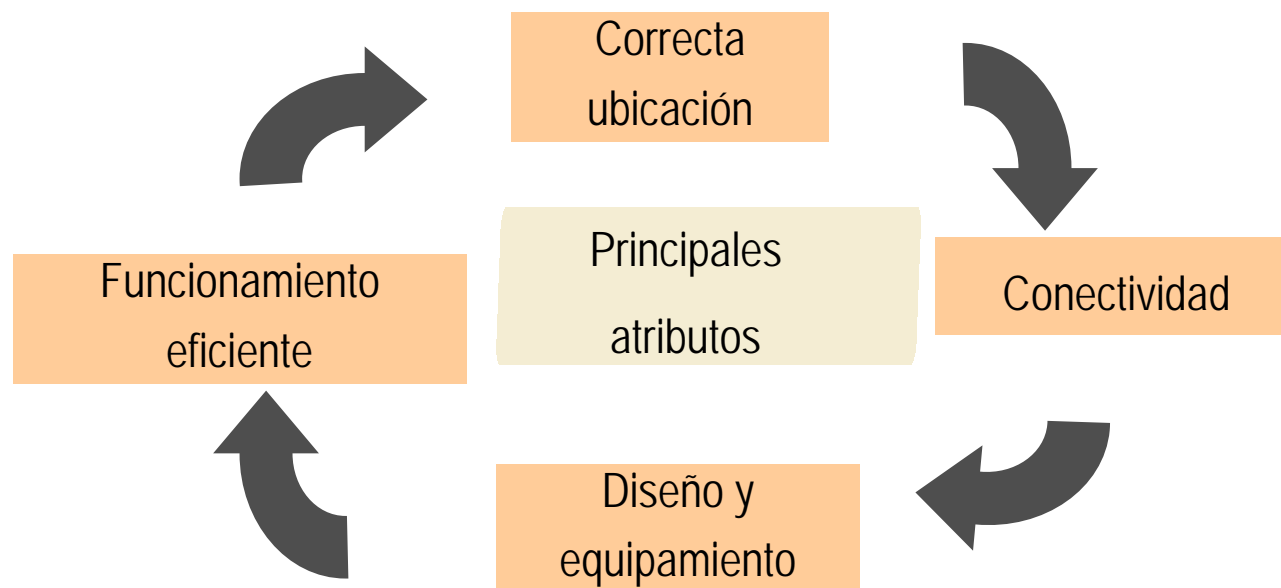 Correcta
ubicación
Principales
atributos
Funcionamiento
eficiente
Conectividad
Diseño y
equipamiento